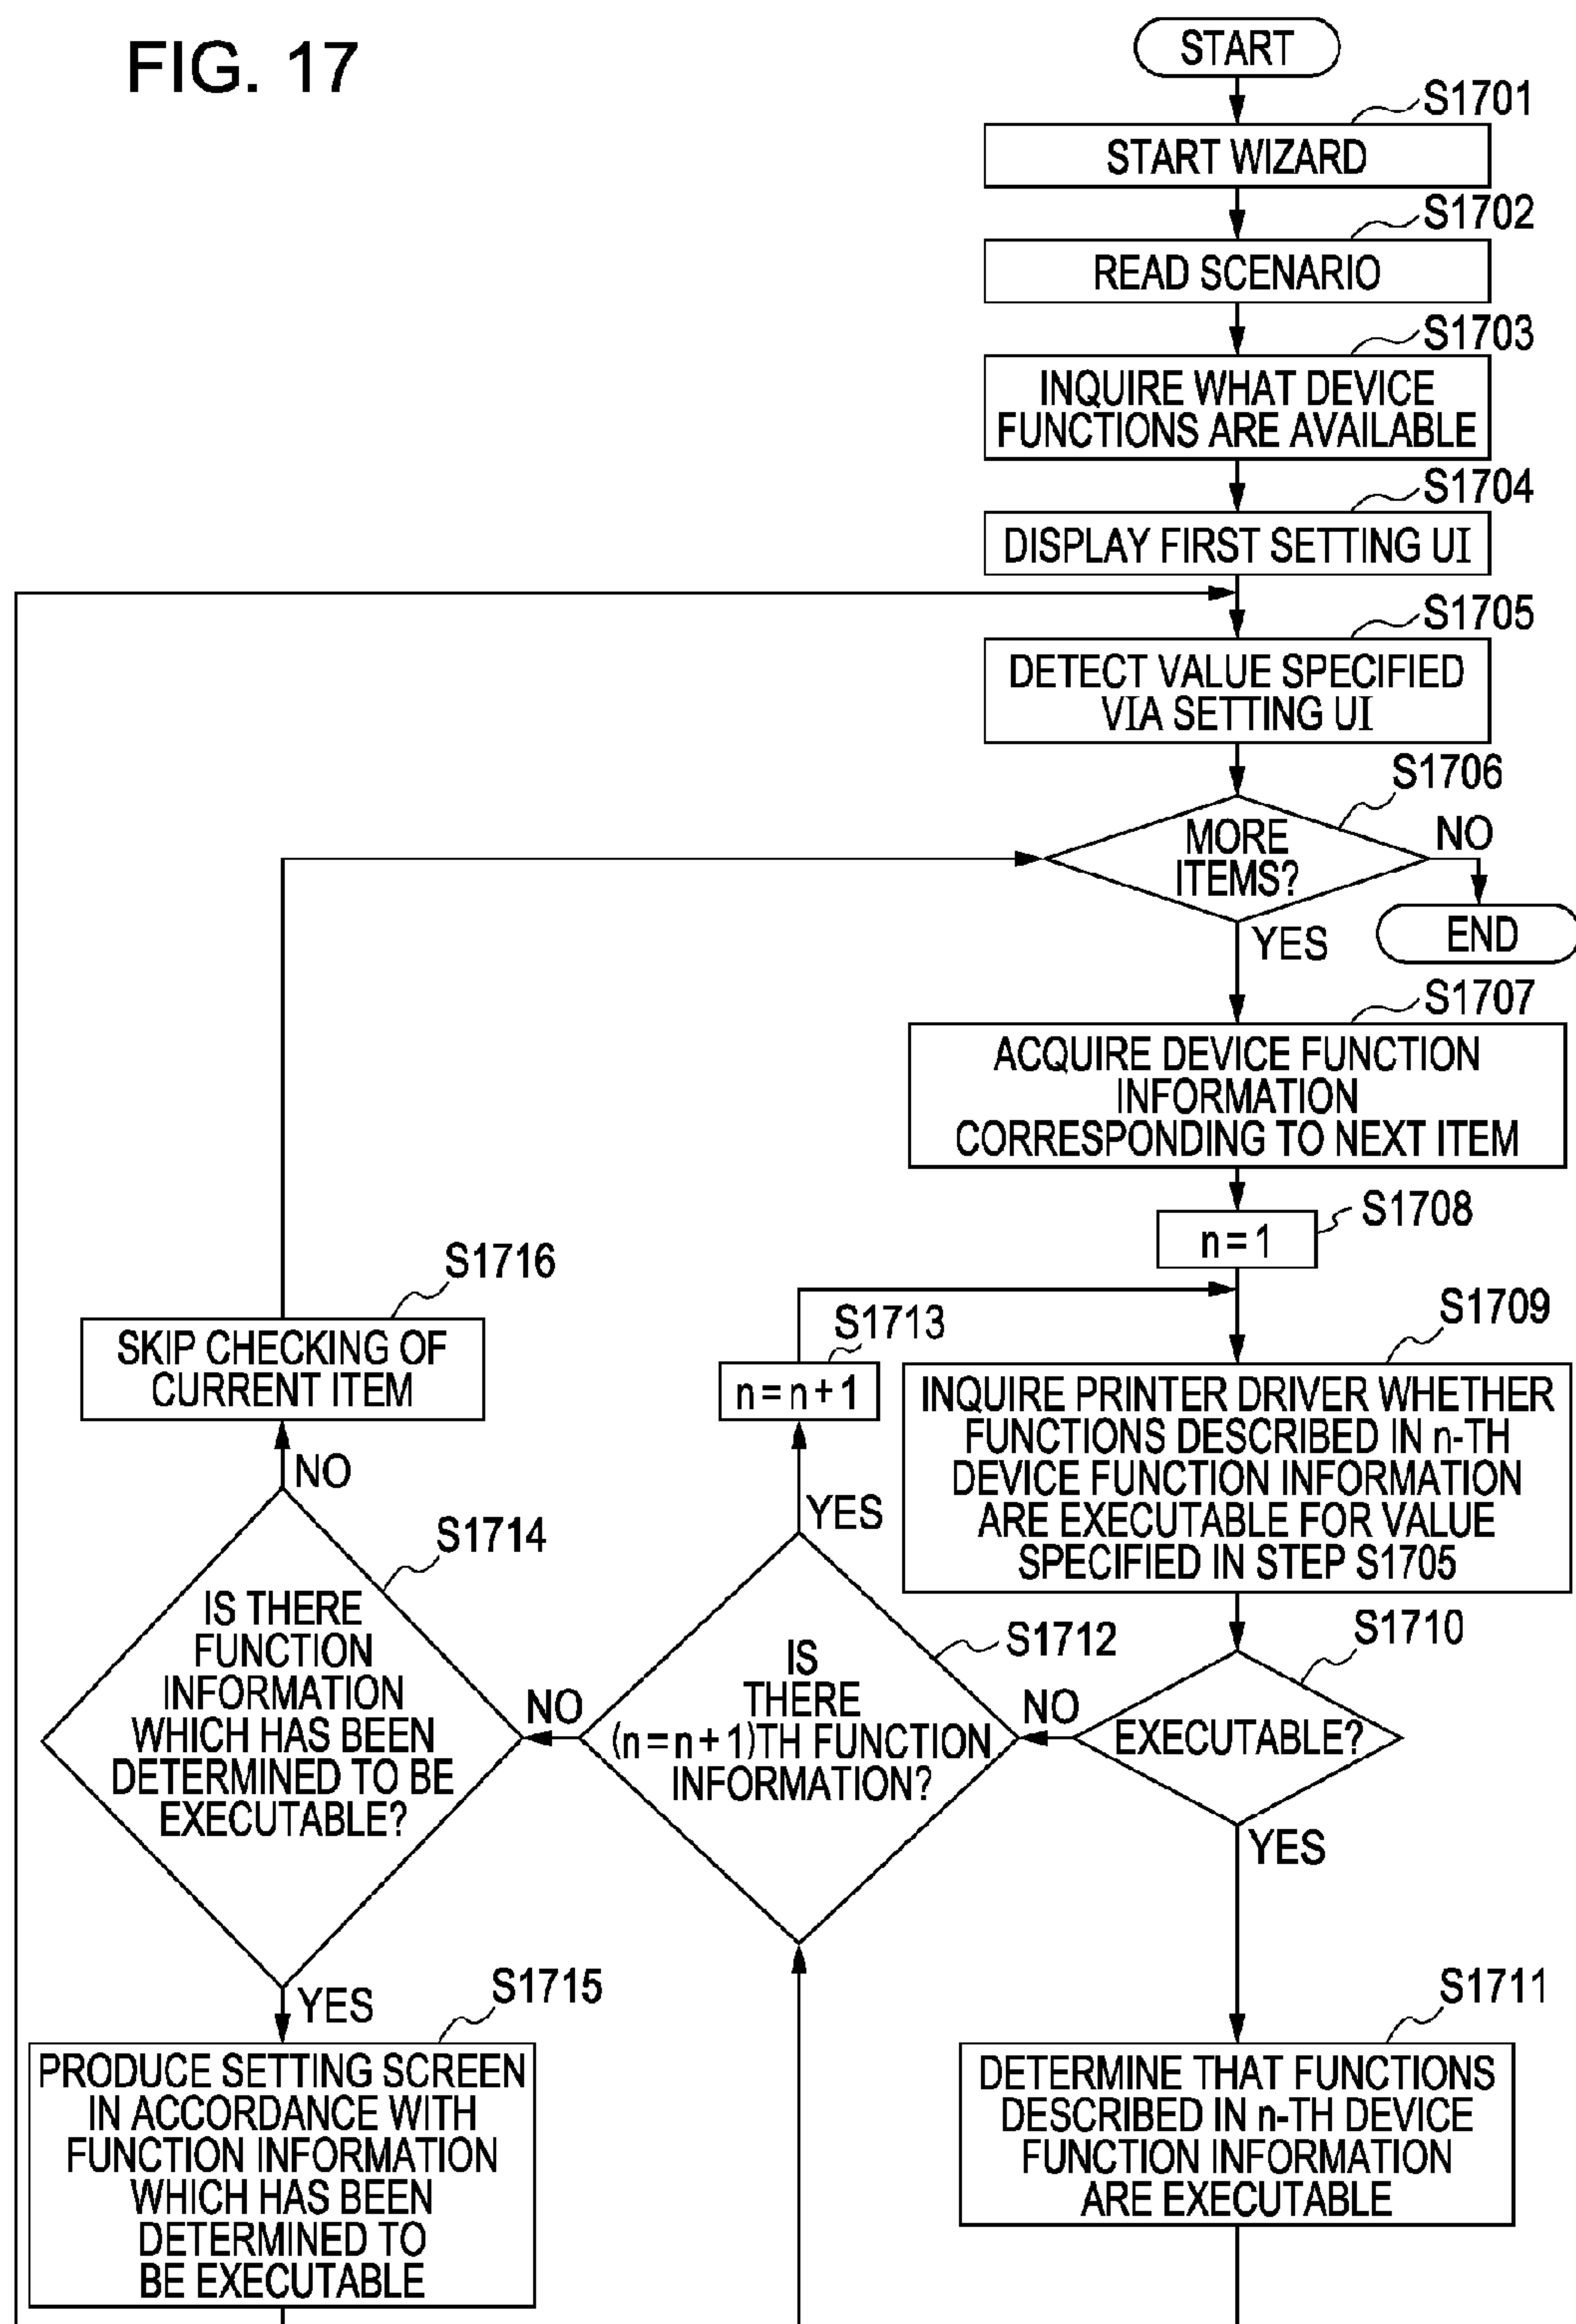 FIG. 17
START
S1701
START WIZARD
S1702
READ SCENARIO
S1703
INQUIRE WHAT DEVICE
FUNCTIONS ARE AVAILABLE
S1704
DISPLAY FIRST SETTING UI
S1705
DETECT VALUE SPECIFIED
VIA SETTING UI
S1706
MORE
ITEMS?
NO
END
YES
S1707
ACQUIRE DEVICE FUNCTION
INFORMATION
CORRESPONDING TO NEXT ITEM
S1708
n = 1
S1709
INQUIRE PRINTER DRIVER WHETHER
FUNCTIONS DESCRIBED IN n-TH
DEVICE FUNCTION INFORMATION
ARE EXECUTABLE FOR VALUE
SPECIFIED IN STEP S1705
S1710
EXECUTABLE?
NO
YES
S1711
DETERMINE THAT FUNCTIONS
DESCRIBED IN n-TH DEVICE
FUNCTION INFORMATION
ARE EXECUTABLE
S1712
IS
THERE
(n = n + 1)TH FUNCTION
INFORMATION?
YES
S1713
n = n + 1
NO
S1714
IS THERE
FUNCTION
INFORMATION
WHICH HAS BEEN
DETERMINED TO BE
EXECUTABLE?
NO
S1716
SKIP CHECKING OF
CURRENT ITEM
YES
S1715
PRODUCE SETTING SCREEN
IN ACCORDANCE WITH
FUNCTION INFORMATION
WHICH HAS BEEN
DETERMINED TO
BE EXECUTABLE